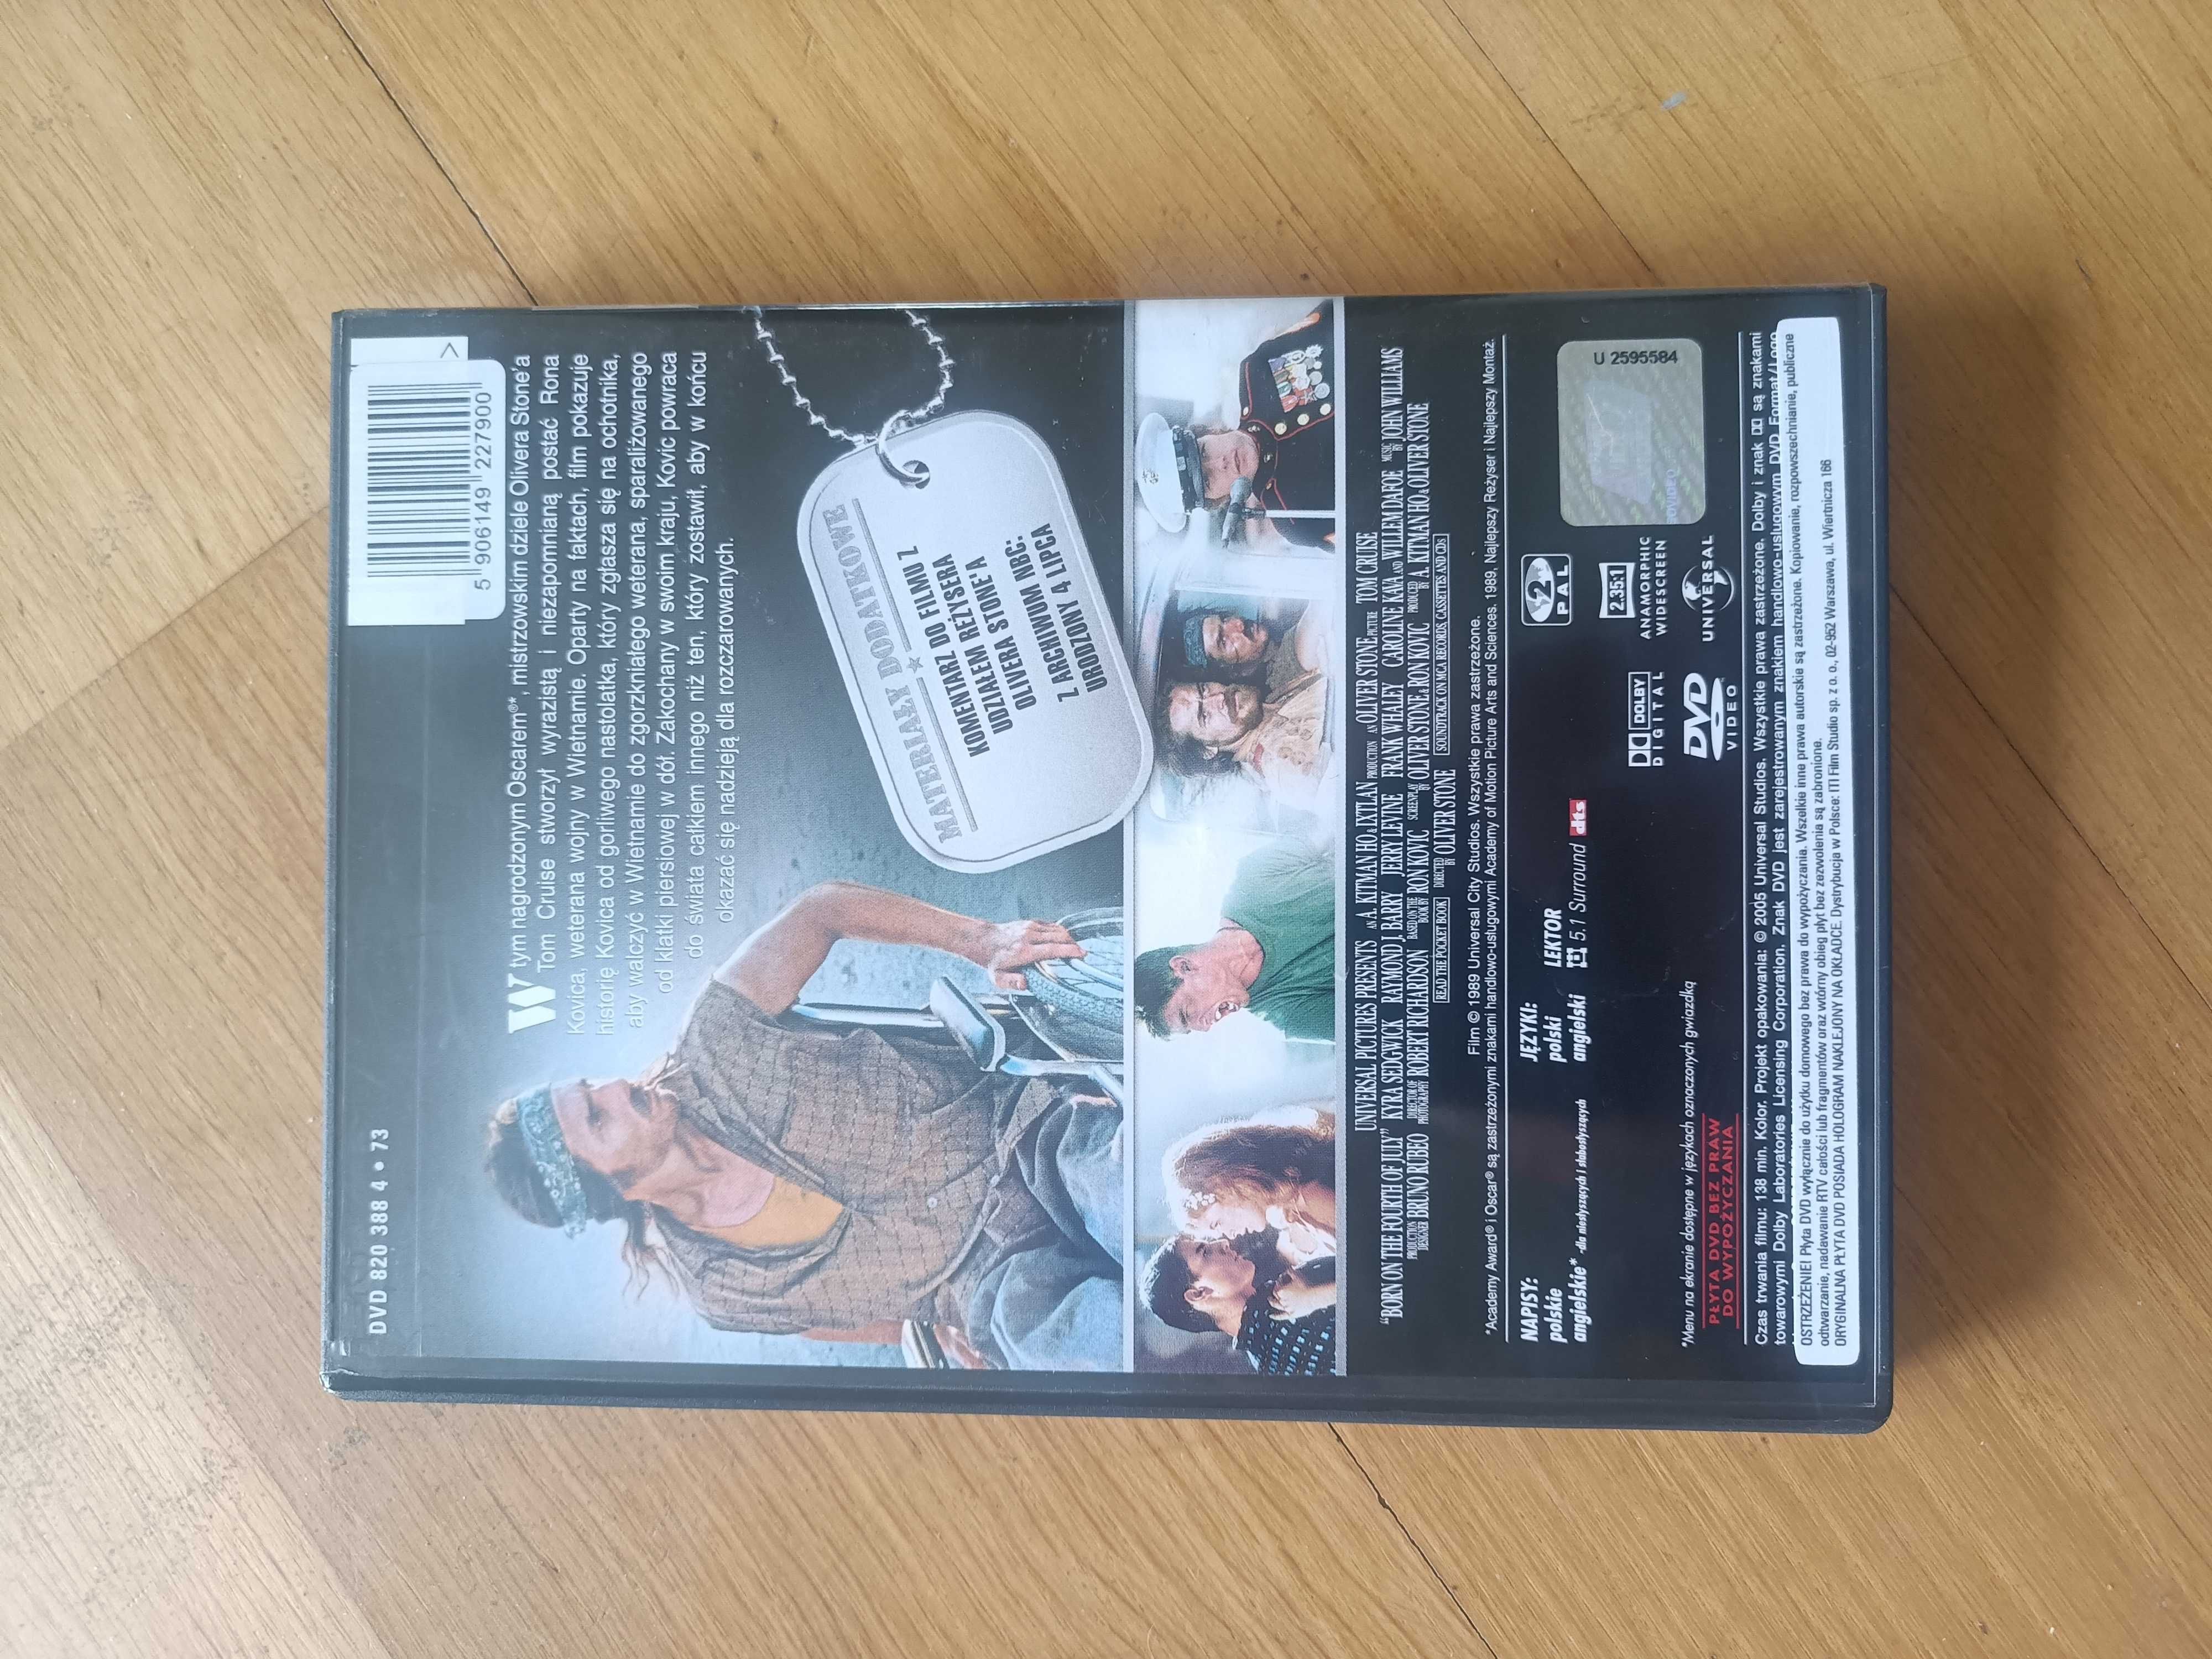 DVD 820 388 4 • 73
5 906149 227900 >
W tym nagrodzonym Oscarem®*, mistrzowskim dziele Olivera Stone'a
Tom Cruise stworzył wyrazistą i niezapomnianą postać Rona
Kovica, weterana wojny w Wietnamie. Oparty na faktach, film pokazuje
historię Kovica od gorliwego nastolatka, który zgłasza się na ochotnika,
aby walczyć w Wietnamie do zgorzkniałego weterana, sparaliżowanego
od klatki piersiowej w dół. Zakochany w swoim kraju, Kovic powraca
do świata całkiem innego niż ten, który zostawił, aby w końcu
okazać się nadzieją dla rozczarowanych.
MATERIAŁY DODATKOWE
KOMENTARZ DO FILMU Z
UDZIAŁEM REŻYSERA
OLIVERA STONE'A
Z ARCHIWUM NBC:
URODZONY 4 LIPCA
UNIVERSAL PICTURES PRESENTS AN A. KITMAN HO & IXTLAN PRODUCTION AN OLIVER STONE PICTURE TOM CRUISE
"BORN ON THE FOURTH OF JULY" KYRA SEDGWICK RAYMOND J. BARRY JERRY LEVINE FRANK WHALEY CAROLINE KAVA AND WILLEM DAFOE MUSIC BY JOHN WILLIAMS
PRODUCTION DESIGNER BRUNO RUBEO DIRECTOR OF PHOTOGRAPHY ROBERT RICHARDSON BASED ON THE BOOK BY RON KOVIC SCREENPLAY BY OLIVER STONE & RON KOVIC PRODUCED BY A. KITMAN HO & OLIVER STONE
READ THE POCKET BOOK DIRECTED BY OLIVER STONE SOUNDTRACK ON MCA RECORDS, CASSETTES AND CDS
Film © 1989 Universal City Studios. Wszystkie prawa zastrzeżone.
*Academy Award® i Oscar® są zastrzeżonymi znakami handlowo-usługowymi Academy of Motion Picture Arts and Sciences. 1989, Najlepszy Reżyser i Najlepszy Montaż.
NAPISY:
polskie
angielskie* -dla niesłyszących i słabosłyszących
JĘZYKI:
polski LEKTOR
angielski 5.1 Surround dts
*Menu na ekranie dostępne w językach oznaczonych gwiazdką
PŁYTA DVD BEZ PRAW
DO WYPOŻYCZANIA
DOLBY
DIGITAL
DVD
VIDEO
2
PAL
2.35:1
ANAMORPHIC
WIDESCREEN
UNIVERSAL
U 2595584
Czas trwania filmu: 138 min. Kolor. Projekt opakowania: © 2005 Universal Studios. Wszystkie prawa zastrzeżone. Dolby i znak są znakami
towarowymi Dolby Laboratories Licensing Corporation. Znak DVD jest zarejestrowanym znakiem handlowo-usługowym DVD Format/Logo
OSTRZEŻENIE! Płyta DVD wyłącznie do użytku domowego bez prawa do wypożyczania. Wszelkie inne prawa autorskie są zastrzeżone. Kopiowanie, rozpowszechnianie, publiczne
odtwarzanie, nadawanie RTV całości lub fragmentów oraz wtórny obieg płyt bez zezwolenia są zabronione.
ORYGINALNA PŁYTA DVD POSIADA HOLOGRAM NAKLEJONY NA OKŁADCE. Dystrybucja w Polsce: ITI Film Studio sp. z o. o., 02-952 Warszawa, ul. Wiertnicza 166